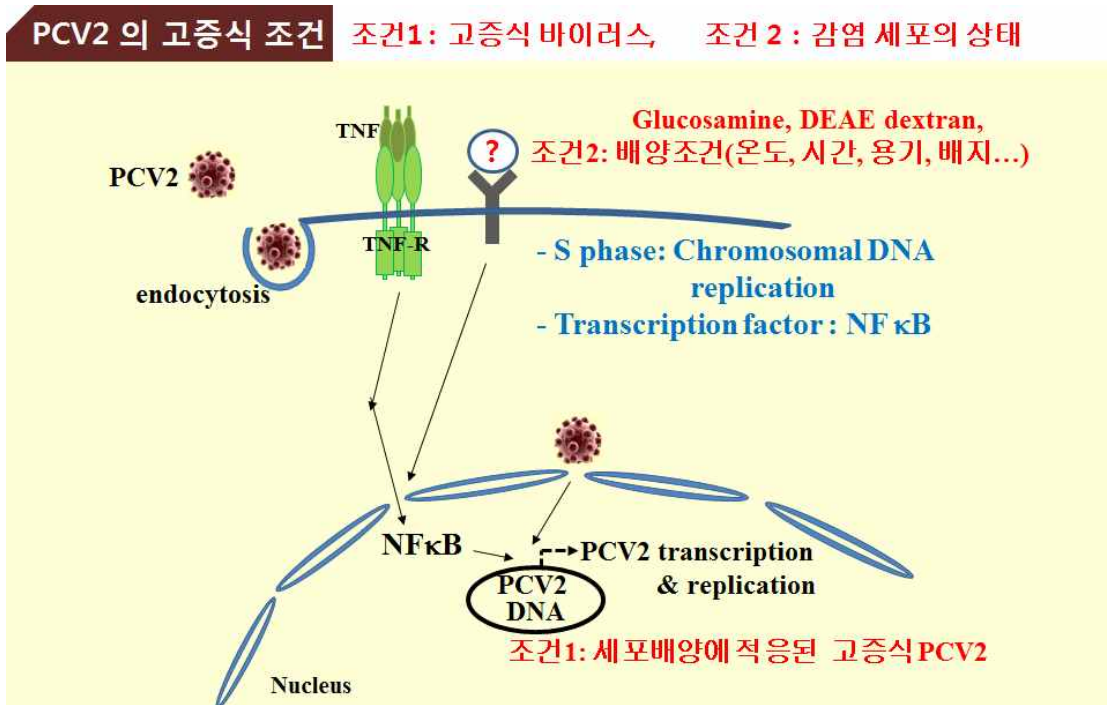 PCV2 의 고증식 조건
조건1 : 고증식 바이러스, 조건 2 : 감염 세포의 상태
Glucosamine, DEAE dextran,
조건2: 배양조건(온도, 시간, 용기, 배지...)
TNF
?
PCV2
TNF-R
endocytosis
- S phase: Chromosomal DNA
replication
- Transcription factor : NF κB
NFκB
PCV2 transcription
& replication
PCV2
DNA
조건1: 세포배양에 적응된 고증식 PCV2
Nucleus